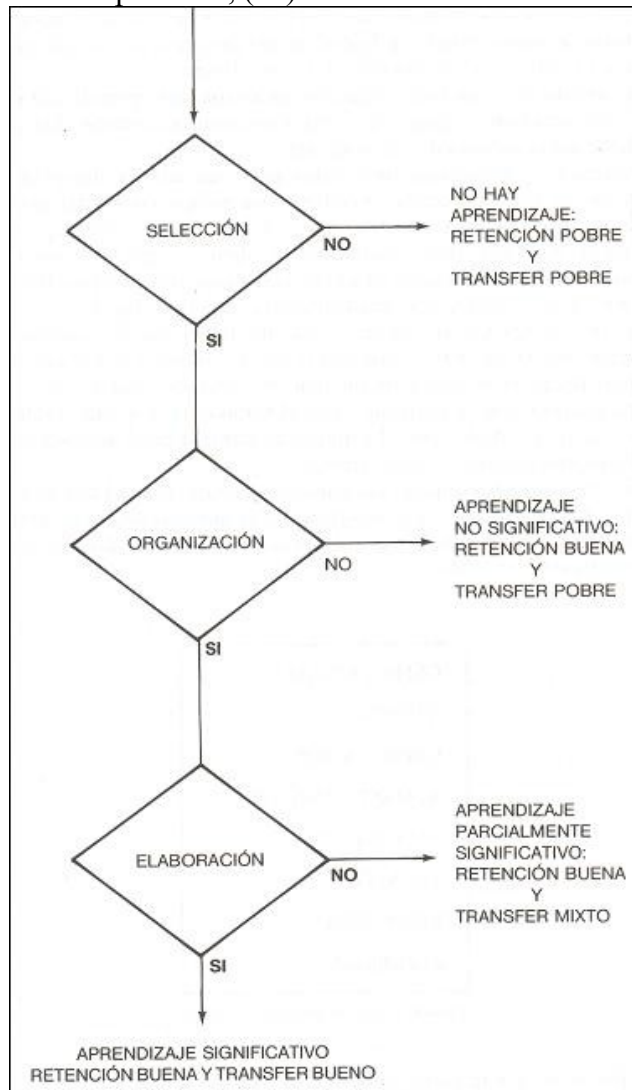 SELECCIÓN
NO
NO HAY
APRENDIZAJE:
RETENCIÓN POBRE
Y
TRANSFER POBRE
SI
ORGANIZACIÓN
NO
APRENDIZAJE
NO SIGNIFICATIVO:
RETENCIÓN BUENA
Y
TRANSFER POBRE
SI
ELABORACIÓN
NO
APRENDIZAJE
PARCIALMENTE
SIGNIFICATIVO:
RETENCIÓN BUENA
Y
TRANSFER MIXTO
SI
APRENDIZAJE SIGNIFICATIVO
RETENCIÓN BUENA Y TRANSFER BUENO